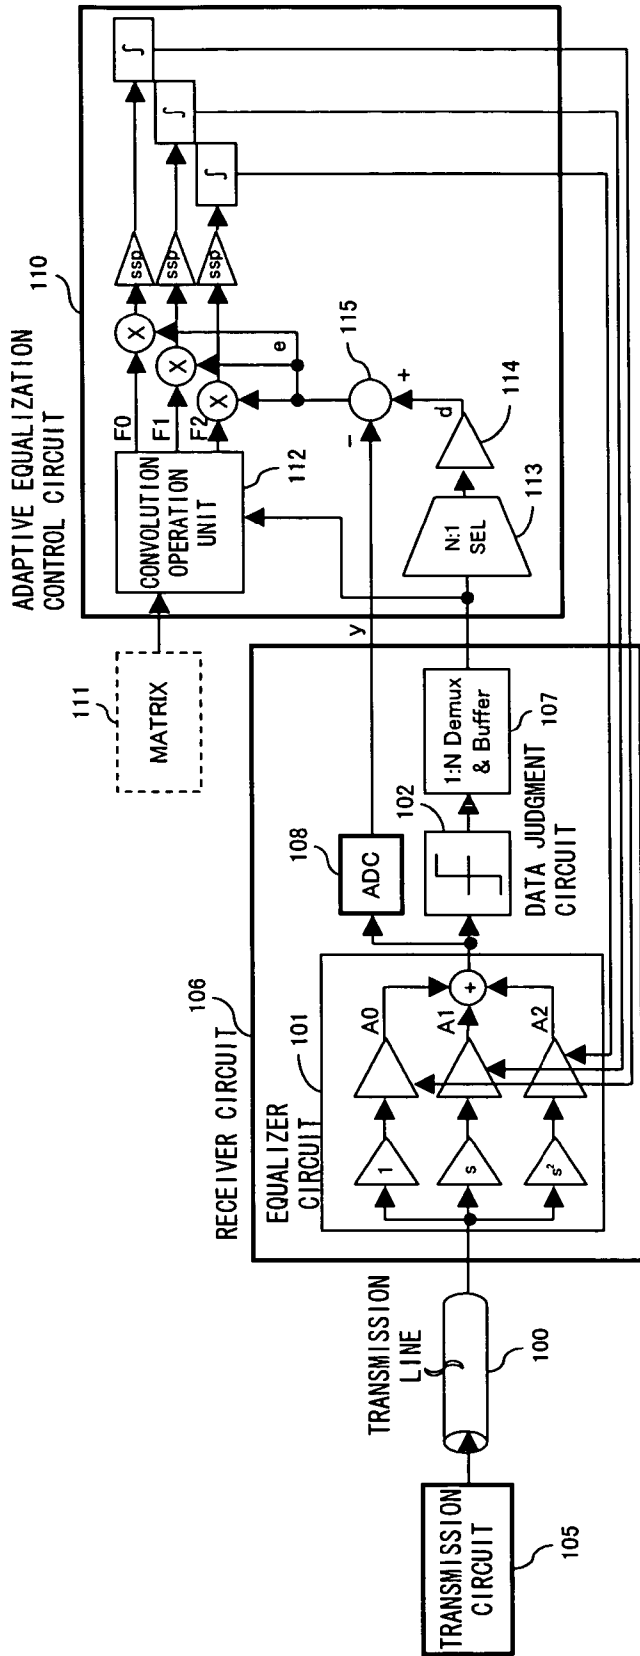 TRANSMISSION
CIRCUIT
105
TRANSMISSION
LINE
100
RECEIVER CIRCUIT
106
EQUALIZER
CIRCUIT
101
1
s
s²
A0
A1
A2
+
108
ADC
102
DATA JUDGMENT
CIRCUIT
1:N Demux
& Buffer
107
y
111
MATRIX
ADAPTIVE EQUALIZATION
CONTROL CIRCUIT
110
CONVOLUTION
OPERATION
UNIT
112
F0
F1
F2
X
X
X
e
ssp
ssp
ssp
∫
∫
∫
115
-
+
d
N:1
SEL
113
114